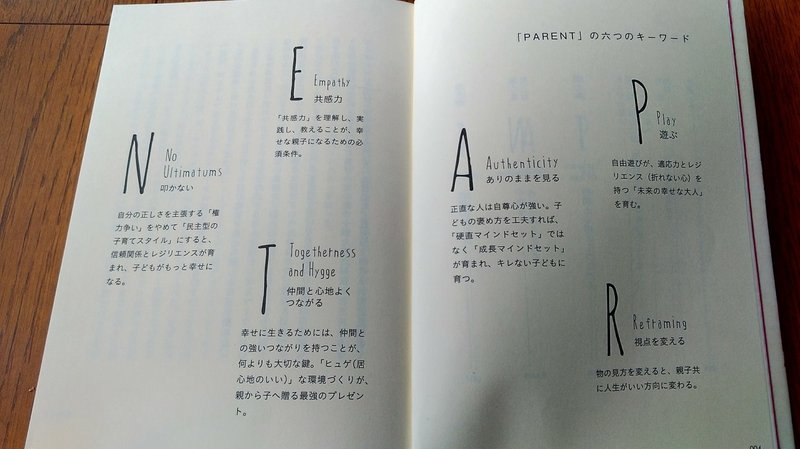 「PARENT」の六つのキーワード
P
Play
遊ぶ
自由遊びが、適応力とレジ
リエンス（折れない心）を
持つ「未来の幸せな大人」
を育む。
A
Authenticity
ありのままを見る
正直な人は自尊心が強い。子
どもの褒め方を工夫すれば、
「硬直マインドセット」では
なく「成長マインドセット」
が育まれ、キレない子どもに
育つ。
R
Reframing
視点を変える
物の見方を変えると、親子共
に人生がいい方向に変わる。
E
Empathy
共感力
「共感力」を理解し、実
践し、教えることが、幸
せな親子になるための必
須条件。
N
No
Ultimatums
叩かない
自分の正しさを主張する「権
力争い」をやめて「民主型の
子育てスタイル」にすると、
信頼関係とレジリエンスが育
まれ、子どもがもっと幸せに
なる。
T
Togetherness
and Hygge
仲間と心地よく
つながる
幸せに生きるためには、仲間と
の強いつながりを持つことが、
何よりも大切な鍵。「ヒュゲ（居
心地のいい）」な環境づくりが、
親から子へ贈る最強のプレゼン
ト。